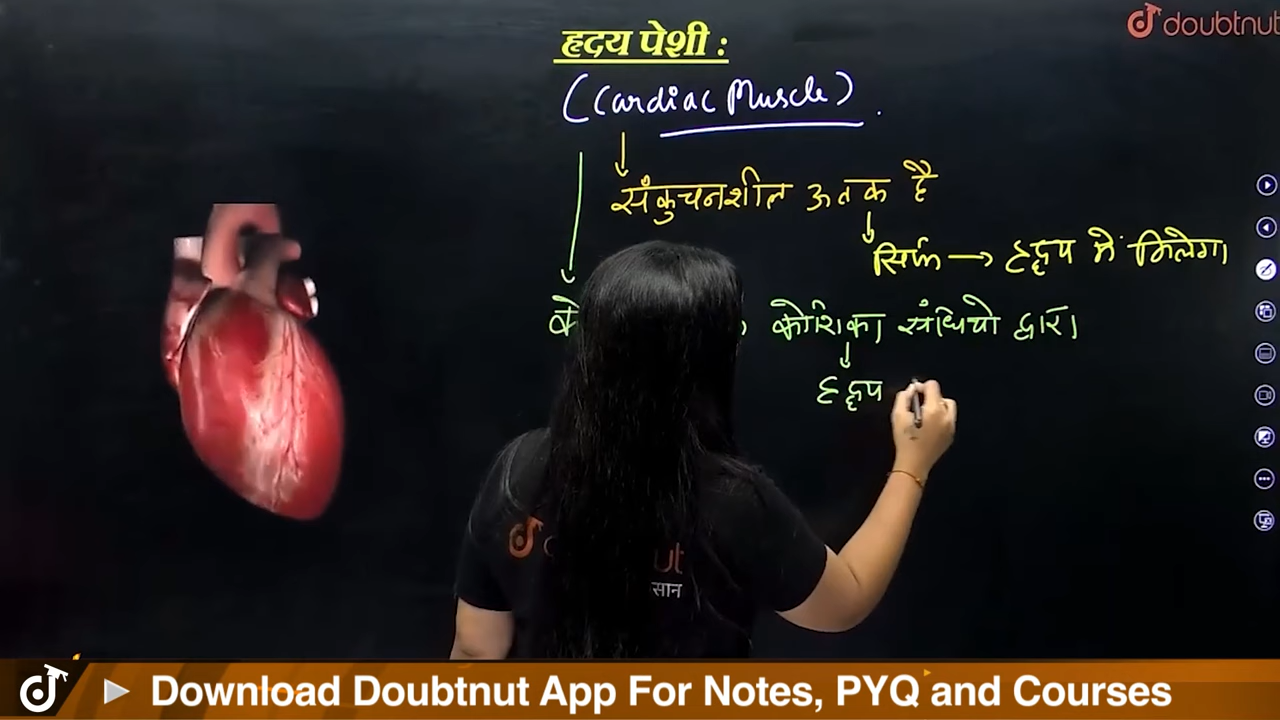 doubtnut
हृदय पेशी :
(Cardiac Muscle) .
संकुचनशील ऊतक है
सिर्फ → हृदय में मिलेगा
कोशिका संधियो द्वारा
हृदय
सान
Download Doubtnut App For Notes, PYQ and Courses